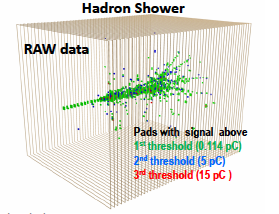 Hadron Shower
RAW data
Pads with signal above
1st threshold (0.114 pC)
2nd threshold (5 pC)
3rd threshold (15 pC )